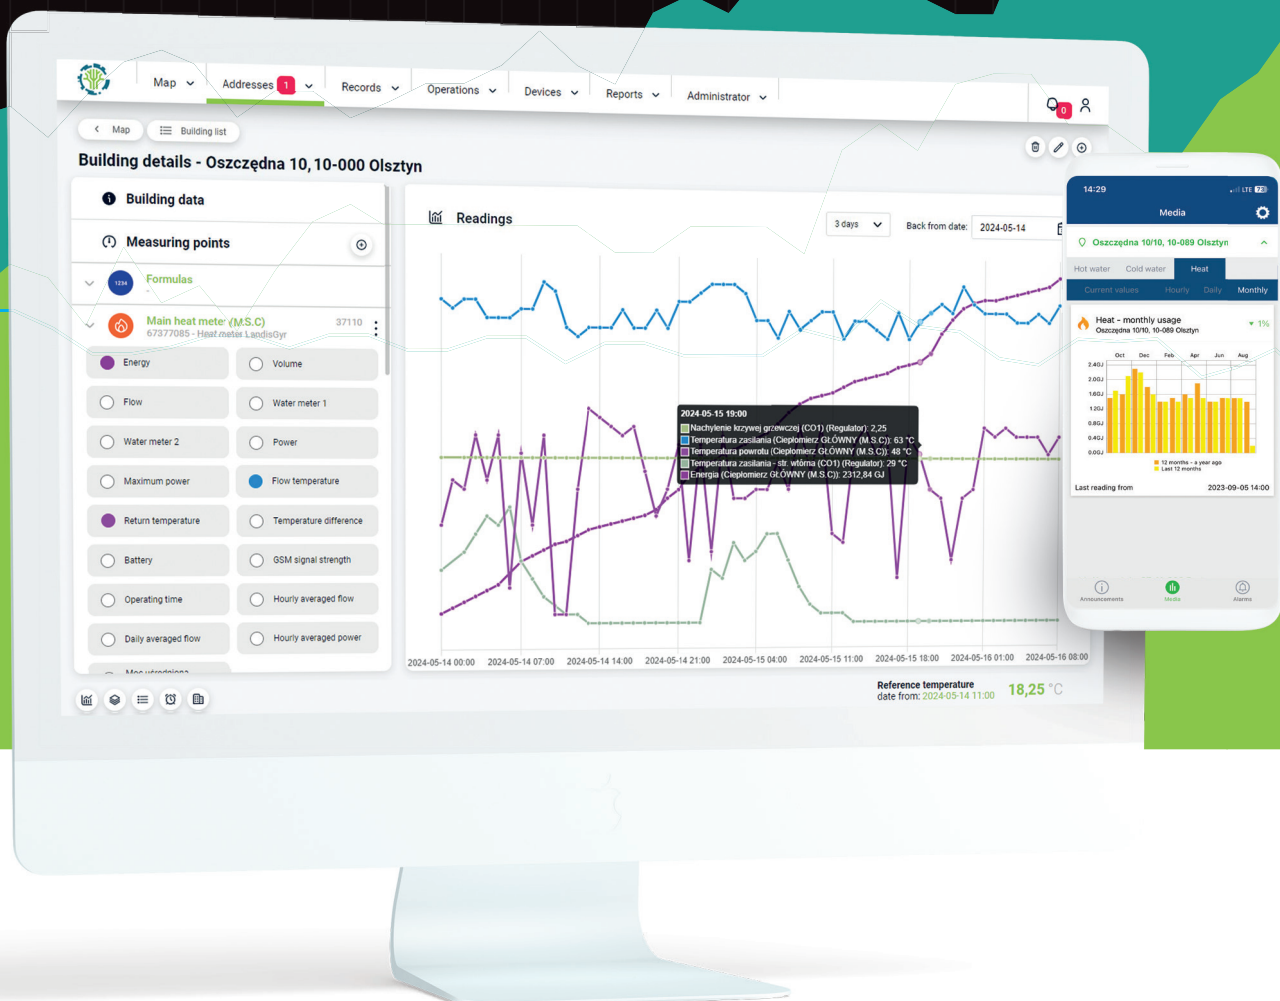 Map
Addresses 1
Records
Operations
Devices
Reports
Administrator
0
Map
Building list
Building details - Oszczędna 10, 10-000 Olsztyn
Building data
Measuring points
1234
Formulas
-
Main heat meter (M.S.C) 37110
67377085 - Heat meter LandisGyr
Energy
Volume
Flow
Water meter 1
Water meter 2
Power
Maximum power
Flow temperature
Return temperature
Temperature difference
Battery
GSM signal strength
Operating time
Hourly averaged flow
Daily averaged flow
Hourly averaged power
Readings
3 days
Back from date:
2024-05-14
2024-05-15 19:00
Nachylenie krzywej grzewczej (CO1) (Regulator): 2,25
Temperatura zasilania (Ciepłomierz GŁÓWNY (M.S.C)): 63 °C
Temperatura powrotu (Ciepłomierz GŁÓWNY (M.S.C)): 48 °C
Temperatura zasilania - str. wtórna (CO1) (Regulator): 29 °C
Energia (Ciepłomierz GŁÓWNY (M.S.C)): 2312,84 GJ
2024-05-14 00:00
2024-05-14 07:00
2024-05-14 14:00
2024-05-14 21:00
2024-05-15 04:00
2024-05-15 11:00
2024-05-15 18:00
2024-05-16 01:00
2024-05-16 08:00
Reference temperature
date from: 2024-05-14 11:00
18,25 °C
14:29
LTE 73
Media
Oszczędna 10/10, 10-089 Olsztyn
Hot water
Cold water
Heat
Current values
Hourly
Daily
Monthly
Heat - monthly usage
Oszczędna 10/10, 10-089 Olsztyn
1%
Oct Dec Feb Apr Jun Aug
2.4GJ
2GJ
1.6GJ
1.2GJ
0.8GJ
0.4GJ
0.0GJ
12 months - a year ago
Last 12 months
Last reading from 2023-09-05 14:00
Announcements
Media
Alarms